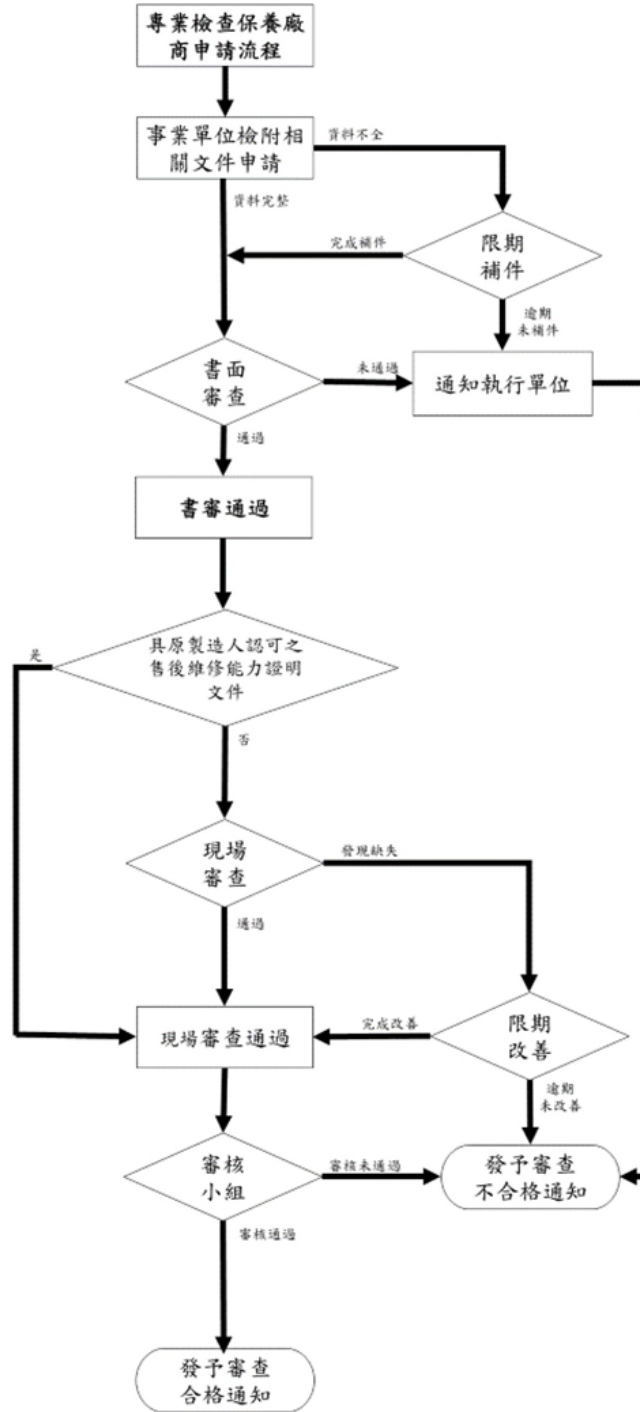 專業檢查保養廠
商申請流程
事業單位檢附相
關文件申請
資料不全
資料完整
完成補件
限期
補件
逾期
未補件
書面
審查
未通過
通知執行單位
通過
書審通過
具原製造人認可之
售後維修能力證明
文件
是
否
現場
審查
發現缺失
通過
現場審查通過
完成改善
限期
改善
逾期
未改善
審核
小組
審核未通過
發予審查
不合格通知
審核通過
發予審查
合格通知